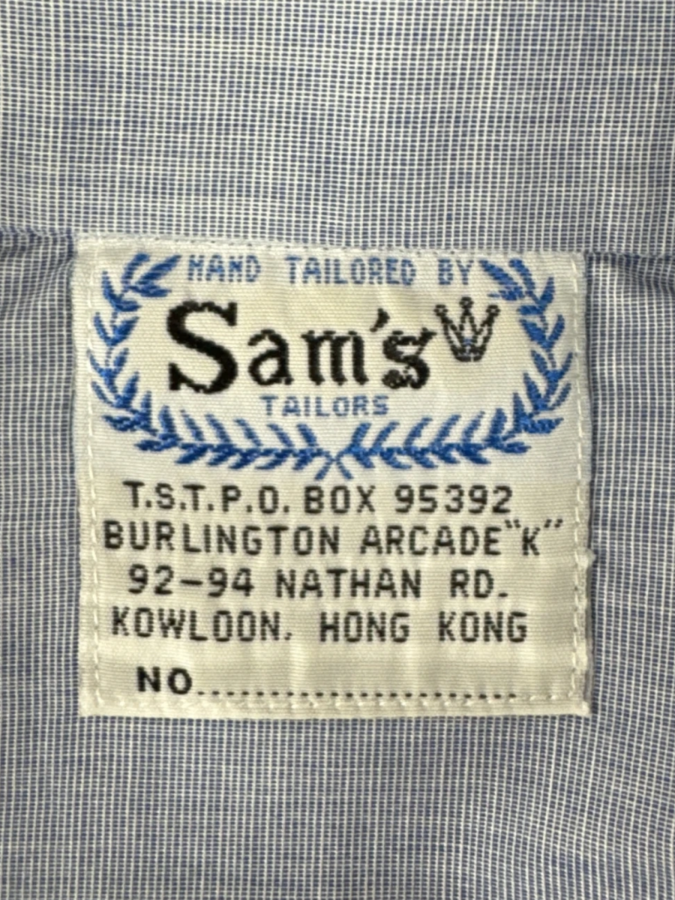 HAND TAILORED BY
Sam's
TAILORS
T.S.T.P.O. BOX 95392
BURLINGTON ARCADE "K"
92-94 NATHAN RD.
KOWLOON. HONG KONG
NO................................